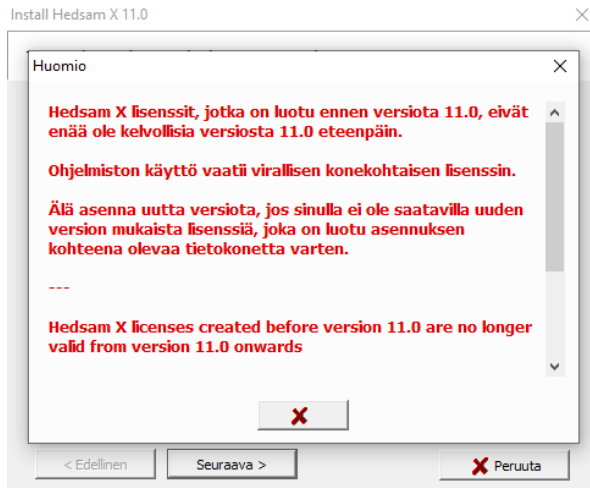 Install Hedsam X 11.0
Huomio
Hedsam X lisenssit, jotka on luotu ennen versiota 11.0, eivät
enää ole kelvollisia versiosta 11.0 eteenpäin.
Ohjelmiston käyttö vaatii virallisen konekohtaisen lisenssin.
Älä asenna uutta versiota, jos sinulla ei ole saatavilla uuden
version mukaista lisenssiä, joka on luotu asennuksen
kohteena olevaa tietokonetta varten.
---
Hedsam X licenses created before version 11.0 are no longer
valid from version 11.0 onwards
< Edellinen
Seuraava >
Peruuta